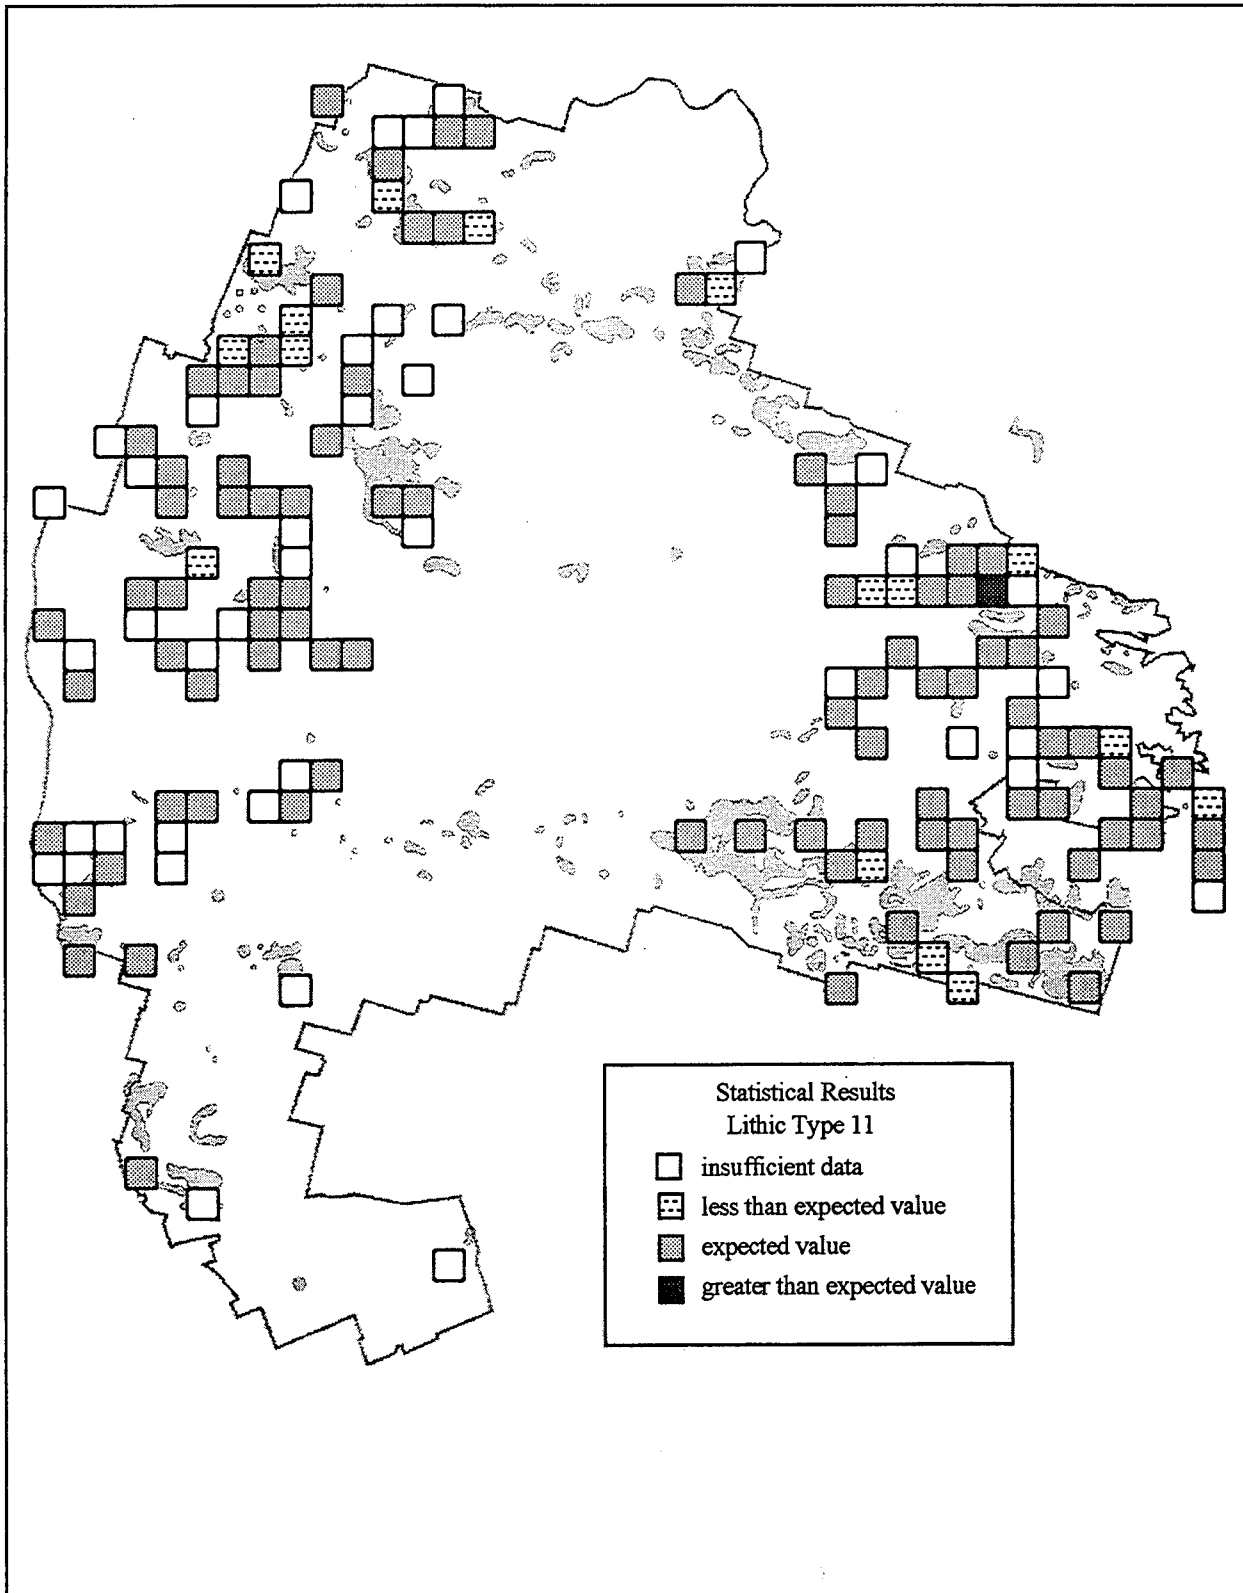 Statistical Results
Lithic Type 11
insufficient data
less than expected value
expected value
greater than expected value